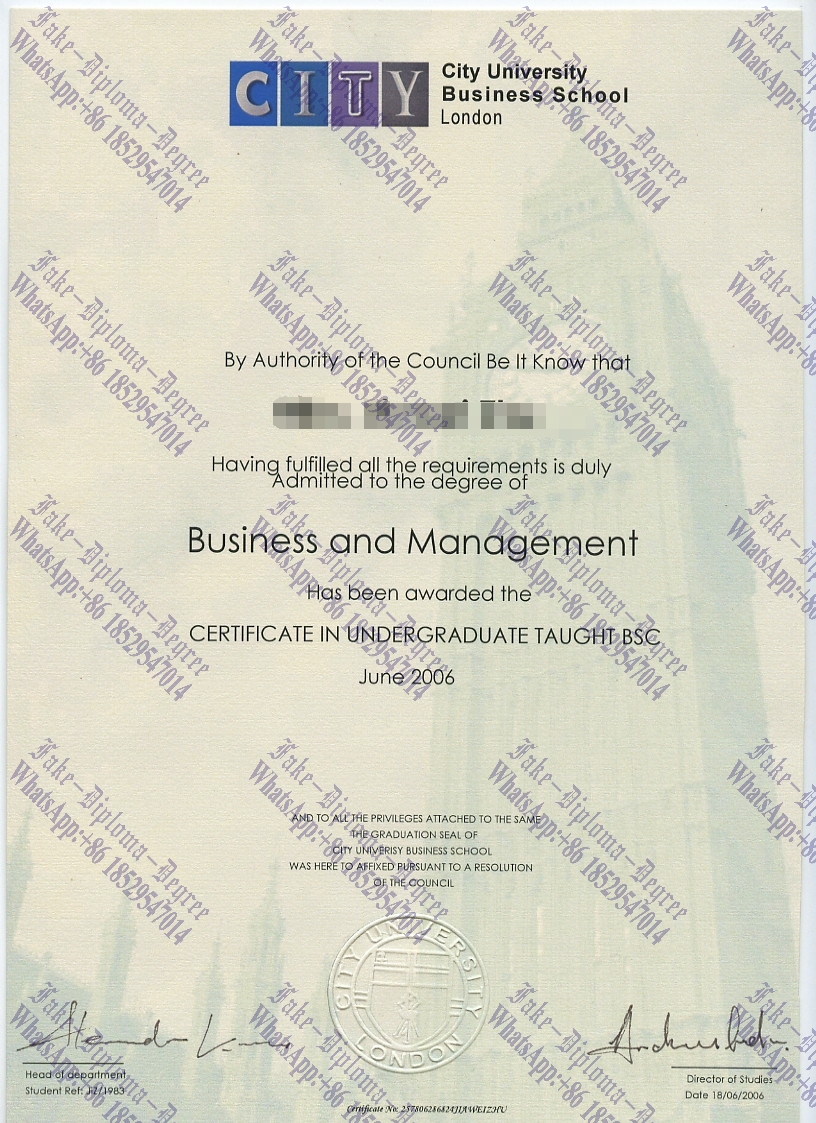 CITY
City University
Business School
London
By Authority of the Council Be It Know that
Having fulfilled all the requirements is duly
Admitted to the degree of
Business and Management
Has been awarded the
CERTIFICATE IN UNDERGRADUATE TAUGHT BSC
June 2006
AND TO ALL THE PRIVILEGES ATTACHED TO THE SAME
THE GRADUATION SEAL OF
CITY UNIVERISY BUSINESS SCHOOL
WAS HERE TO AFFIXED PURSUANT TO A RESOLUTION
OF THE COUNCIL
CITY UNIVERSITY
LONDON
Head of department
Student Ref: JZ/1983
Director of Studies
Date 18/06/2006
Certificate No: 257806286824JIAWEIZHU
Fake-Diploma-Degree
WhatsApp:+86 18529547014